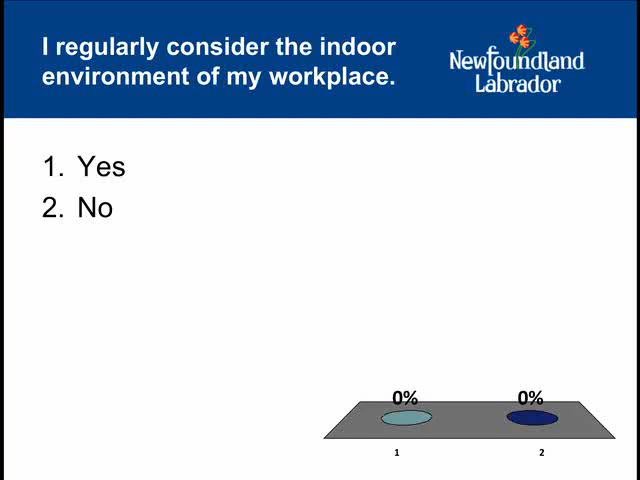 I regularly consider the indoor
environment of my workplace.
Newfoundland
Labrador
1. Yes
2. No
0% 0%
1 2